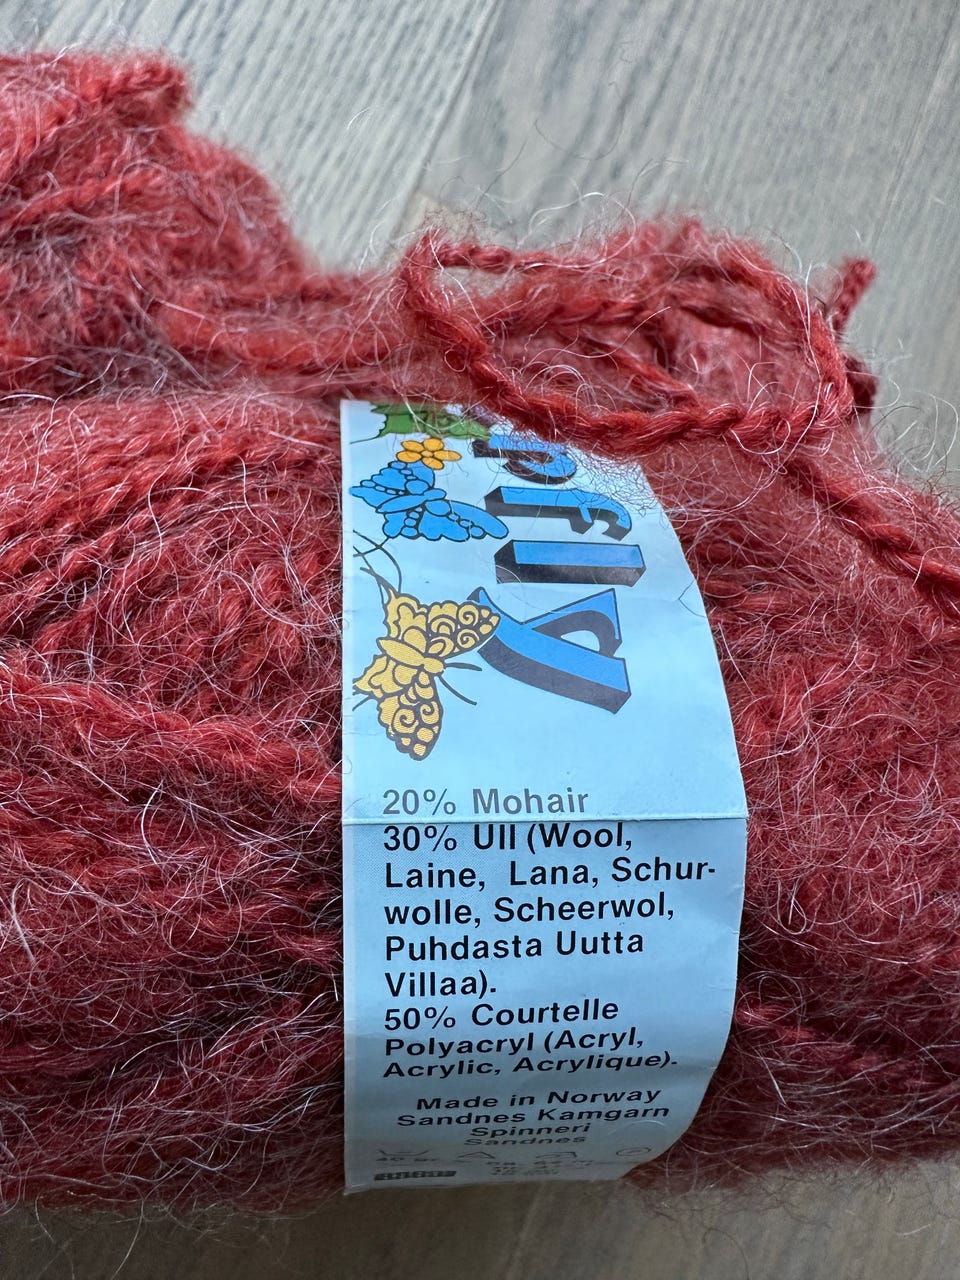 Alfa
20% Mohair
30% Ull (Wool,
Laine, Lana, Schur-
wolle, Scheerwol,
Puhdasta Uutta
Villaa).
50% Courtelle
Polyacryl (Acryl,
Acrylic, Acrylique).
Made in Norway
Sandnes Kamgarn
Spinneri
Sandnes